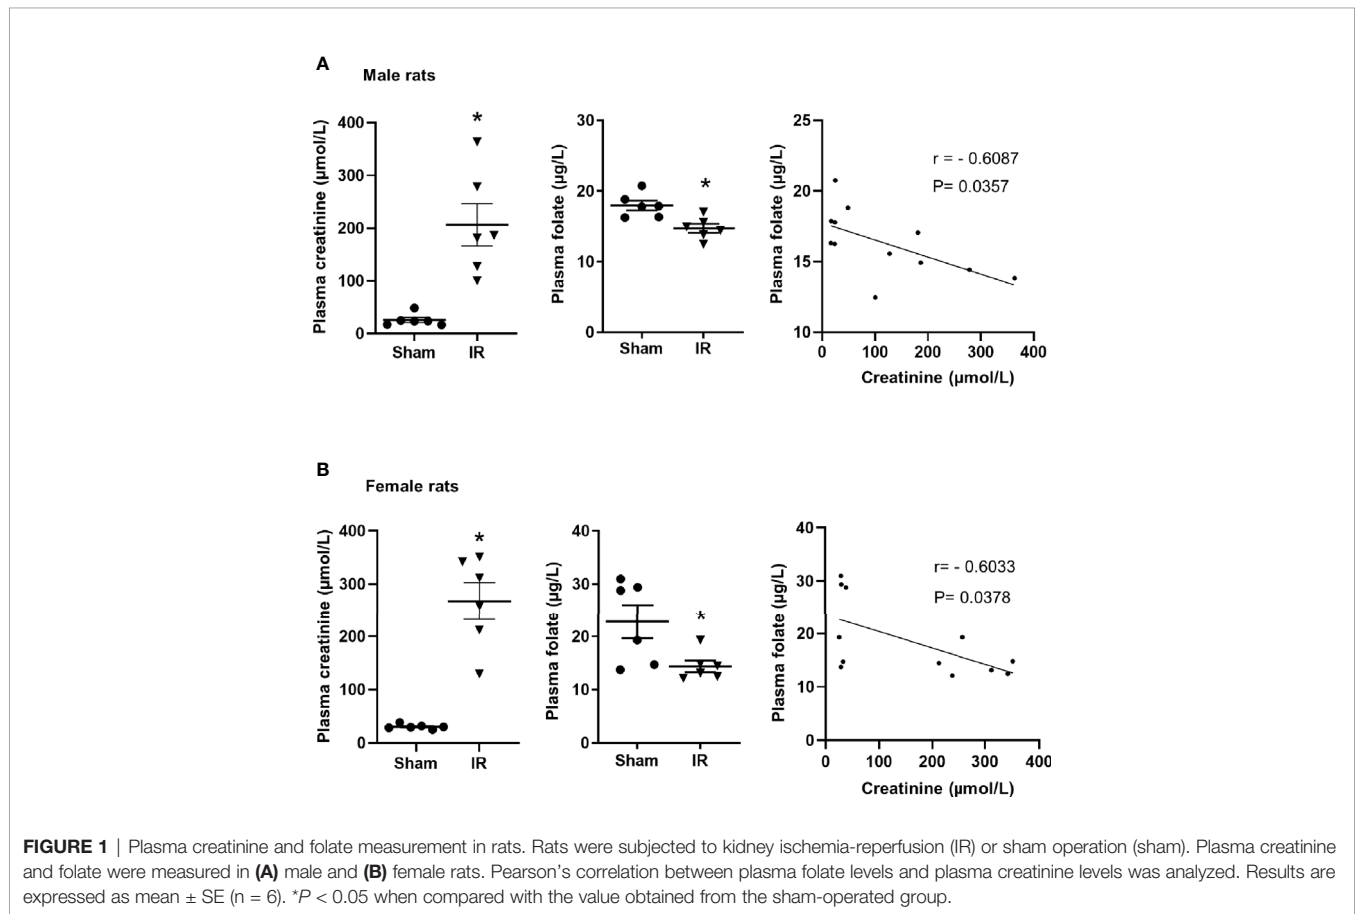 A
Male rats
Plasma creatinine (µmol/L)
400
300
200
100
0
*
Sham
IR
Plasma folate (µg/L)
30
20
10
0
*
Sham
IR
Plasma folate (µg/L)
25
20
15
10
r = - 0.6087
P= 0.0357
0
100
200
300
400
Creatinine (µmol/L)
B
Female rats
Plasma creatinine (µmol/L)
400
300
200
100
0
*
Sham
IR
Plasma folate (µg/L)
40
30
20
10
0
*
Sham
IR
Plasma folate (µg/L)
40
30
20
10
0
r= - 0.6033
P= 0.0378
0
100
200
300
400
Creatinine (µmol/L)
FIGURE 1 | Plasma creatinine and folate measurement in rats. Rats were subjected to kidney ischemia-reperfusion (IR) or sham operation (sham). Plasma creatinine
and folate were measured in (A) male and (B) female rats. Pearson’s correlation between plasma folate levels and plasma creatinine levels was analyzed. Results are
expressed as mean ± SE (n = 6). *P < 0.05 when compared with the value obtained from the sham-operated group.